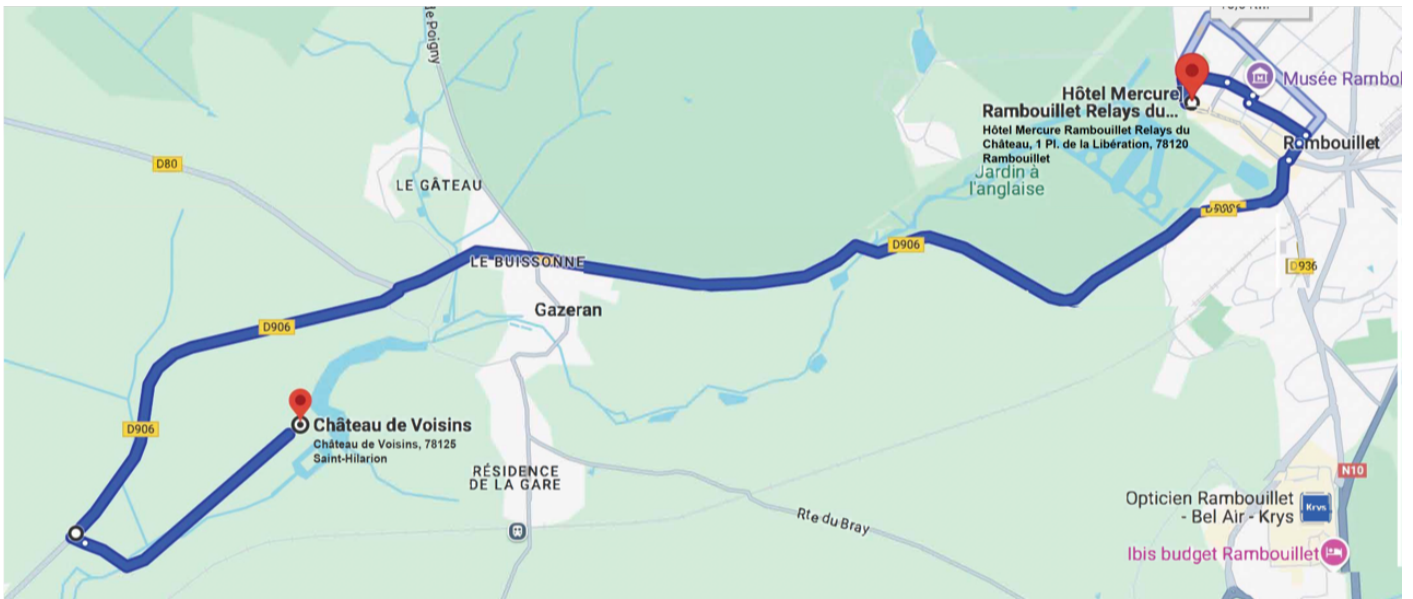 de Poigny
Musée Rambol
Hôtel Mercure
Rambouillet Relays du...
Hôtel Mercure Rambouillet Relays du
Château, 1 Pl. de la Libération, 78120
Rambouillet
Rambouillet
D80
LE GÂTEAU
Jardin à
l'anglaise
D906
LE BUISSONNE
D936
Gazeran
D906
Château de Voisins
Château de Voisins, 78125
Saint-Hilarion
D906
RÉSIDENCE
DE LA GARE
N10
Opticien Rambouillet
- Bel Air - Krys
Krys
Rte du Bray
Ibis budget Rambouillet